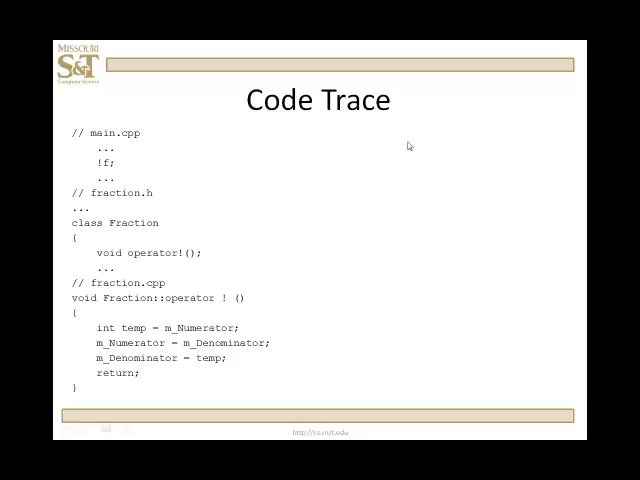 MISSOURI
S&T
Computer Science
Code Trace
// main.cpp
...
!f;
...
// fraction.h
...
class Fraction
{
void operator!();
...
// fraction.cpp
void Fraction::operator ! ()
{
int temp = m_Numerator;
m_Numerator = m_Denominator;
m_Denominator = temp;
return;
}
http://cs.mst.edu